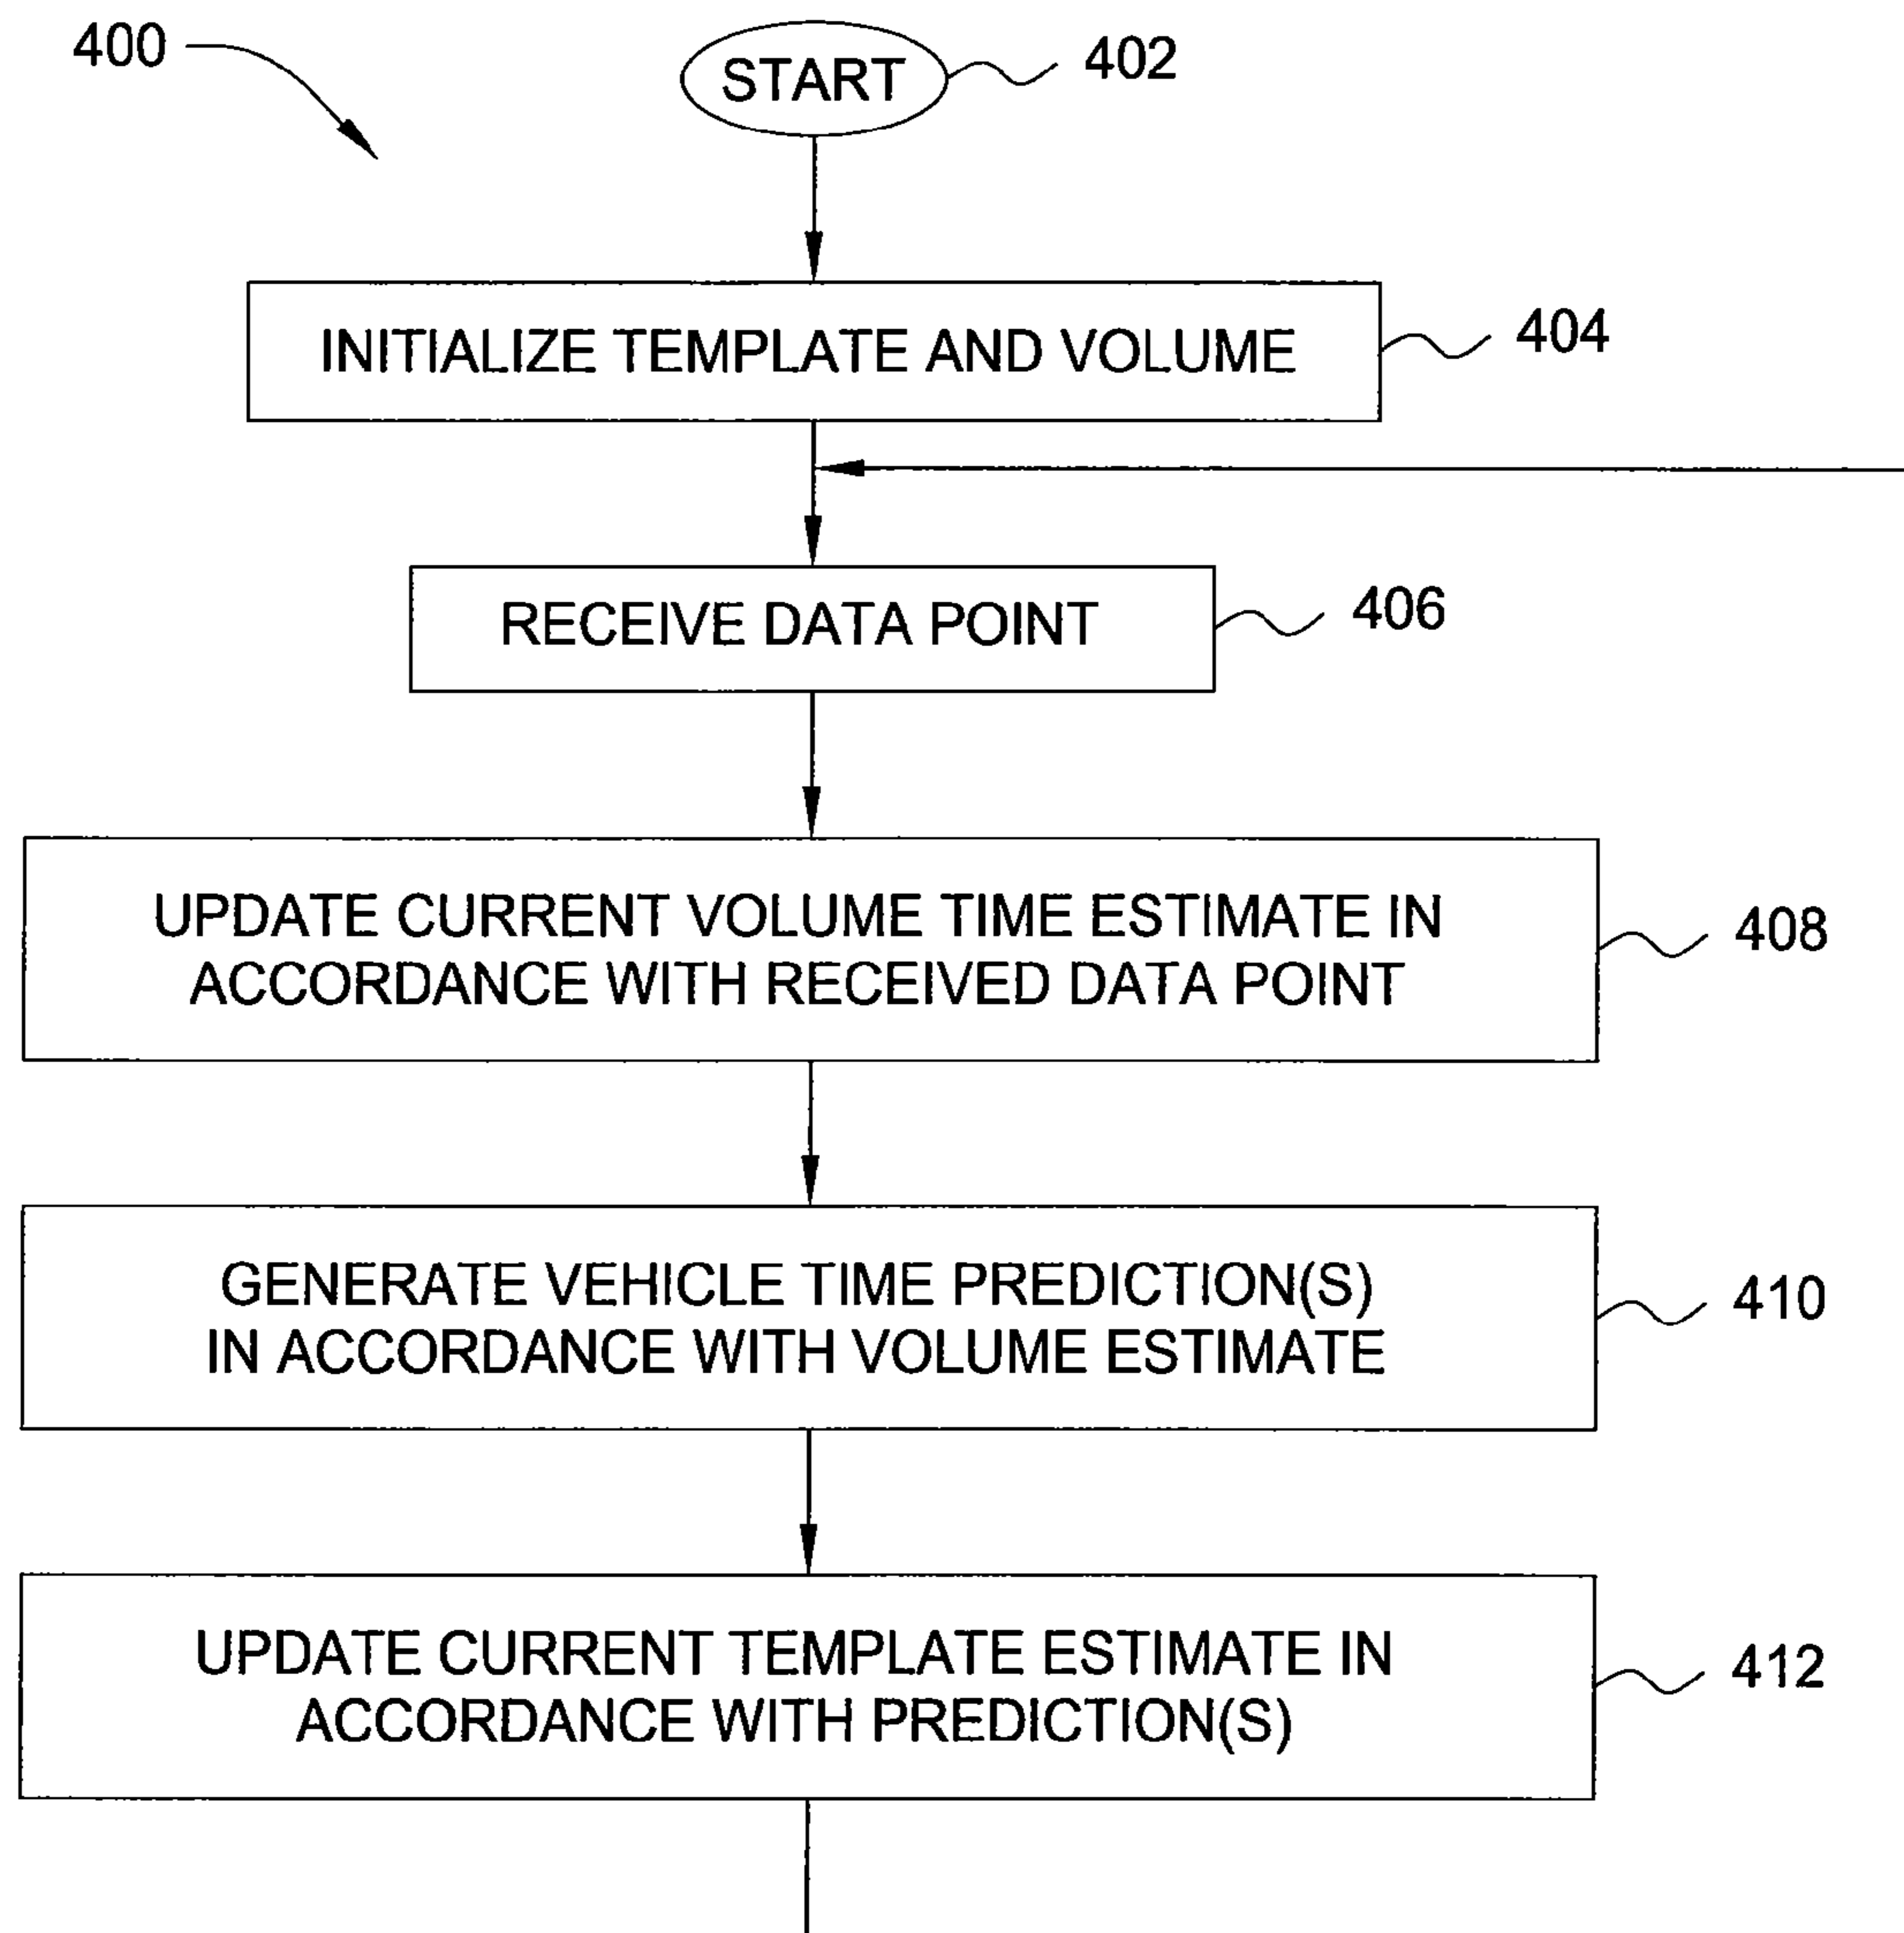 400
START
402
INITIALIZE TEMPLATE AND VOLUME
404
RECEIVE DATA POINT
406
UPDATE CURRENT VOLUME TIME ESTIMATE IN
ACCORDANCE WITH RECEIVED DATA POINT
408
GENERATE VEHICLE TIME PREDICTION(S)
IN ACCORDANCE WITH VOLUME ESTIMATE
410
UPDATE CURRENT TEMPLATE ESTIMATE IN
ACCORDANCE WITH PREDICTION(S)
412